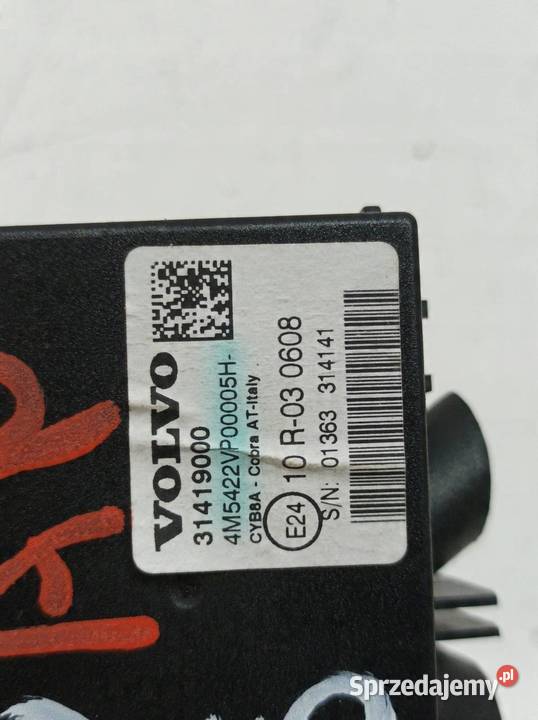 VOLVO
31419000
4M5422VP00005H-
CYB8A - Cobra AT-Italy
E24 10 R-03 0608
S/N: 01363 314141
Sprzedajemy.pl